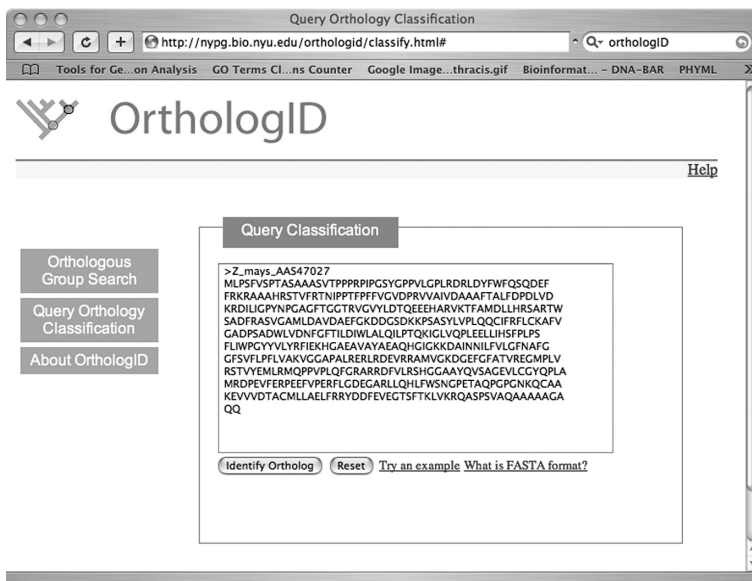 Query Orthology Classification
http://nypg.bio.nyu.edu/orthologid/classify.html#
orthologID
Tools for Ge...on Analysis GO Terms Cl...ns Counter Google Image...thracis.gif Bioinformat... – DNA-BAR PHYML
OrthologID
Help
Query Classification
Orthologous
Group Search
Query Orthology
Classification
About OrthologID
>Z_mays_AAS47027
MLPSFVSPTASAAASVTPPPRPIPGSYGPPVLGPLRDRLDYFWFQSQDEF
FRKRAAAHRSTVFRTNIPPTFPFFVGVDPRVVAIVDAAAFTALFDPDLVD
KRDILIGPYNPGAGFTGGTRVGVYLDTQEEEHARVKTFAMDLLHRSARTW
SADFRASVGAMLDAVDAEFGKDDGSDKKPSASYLVPLQQCIFRFLCKAFV
GADPSADWLVDNFGFTILDIWLALQILPTQKIGLVQPLEELLIHSFPLPS
FLIWPGYYVLYRFIEKHGAEAVAYAEAQHGIGKKDAINNILFVLGFNAFG
GFSVFLPFLVAKVGGAPALRERLRDEVRRAMVGKDGEFGFATVREGMPLV
RSTVYEMLRMQPPVPLQFGRARRDFVLRSHGGAAYQVSAGEVLCGYQPLA
MRDPEVFERPEEFVPERFLGDEGARLLQHLFWSNGPETAQPGPGNKQCAA
KEVVVDTACMLLAELFRRYDDFEVEGTSFTKLVKRQASPSVAQAAAAAGA
QQ
Identify Ortholog Reset Try an example What is FASTA format?